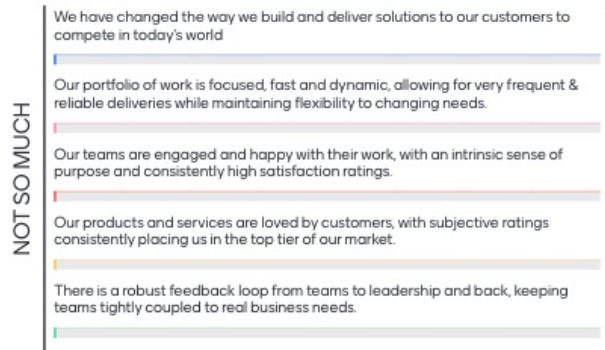 NOT SO MUCH
We have changed the way we build and deliver solutions to our customers to
compete in today's world
Our portfolio of work is focused, fast and dynamic, allowing for very frequent &
reliable deliveries while maintaining flexibility to changing needs.
Our teams are engaged and happy with their work, with an intrinsic sense of
purpose and consistently high satisfaction ratings.
Our products and services are loved by customers, with subjective ratings
consistently placing us in the top tier of our market.
There is a robust feedback loop from teams to leadership and back, keeping
teams tightly coupled to real business needs.